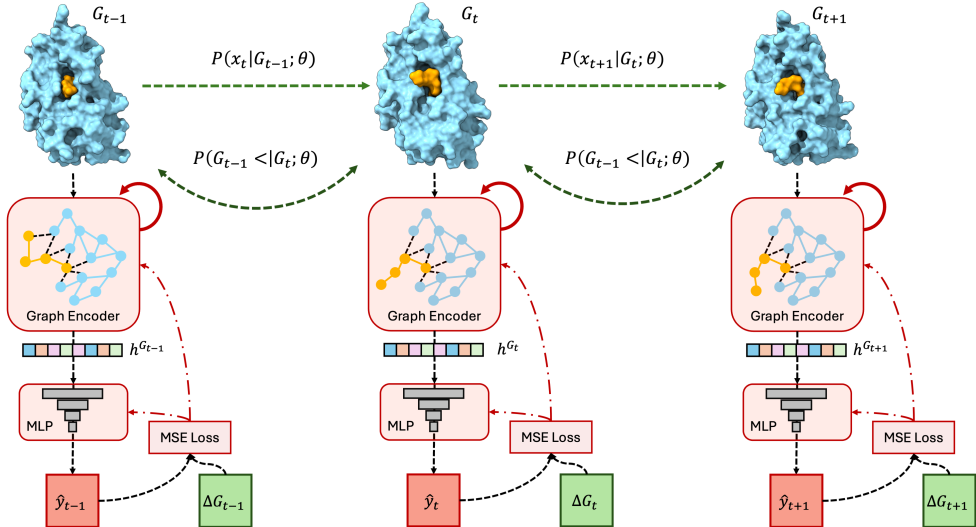 G_{t−1}
G_t
G_{t+1}
P(x_t|G_{t−1}; θ)
P(x_{t+1}|G_t; θ)
P(G_{t−1} <|G_t; θ)
P(G_{t−1} <|G_t; θ)
Graph Encoder
Graph Encoder
Graph Encoder
h^{G_{t−1}}
h^{G_t}
h^{G_{t+1}}
MLP
MSE Loss
MLP
MSE Loss
MLP
MSE Loss
ŷ_{t−1}
ΔG_{t−1}
ŷ_t
ΔG_t
ŷ_{t+1}
ΔG_{t+1}